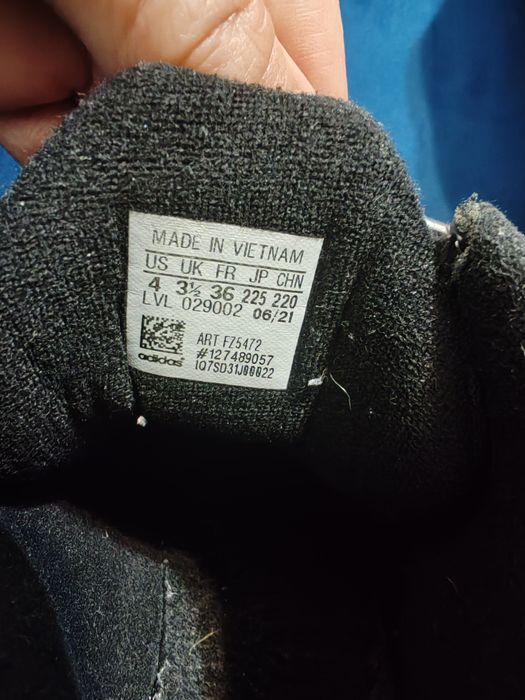 MADE IN VIETNAM
US UK FR JP CHN
4 3½ 36 225 220
LVL 029002 06/21
ART FZ5472
#127489057
adidas IQ7SD31J00022